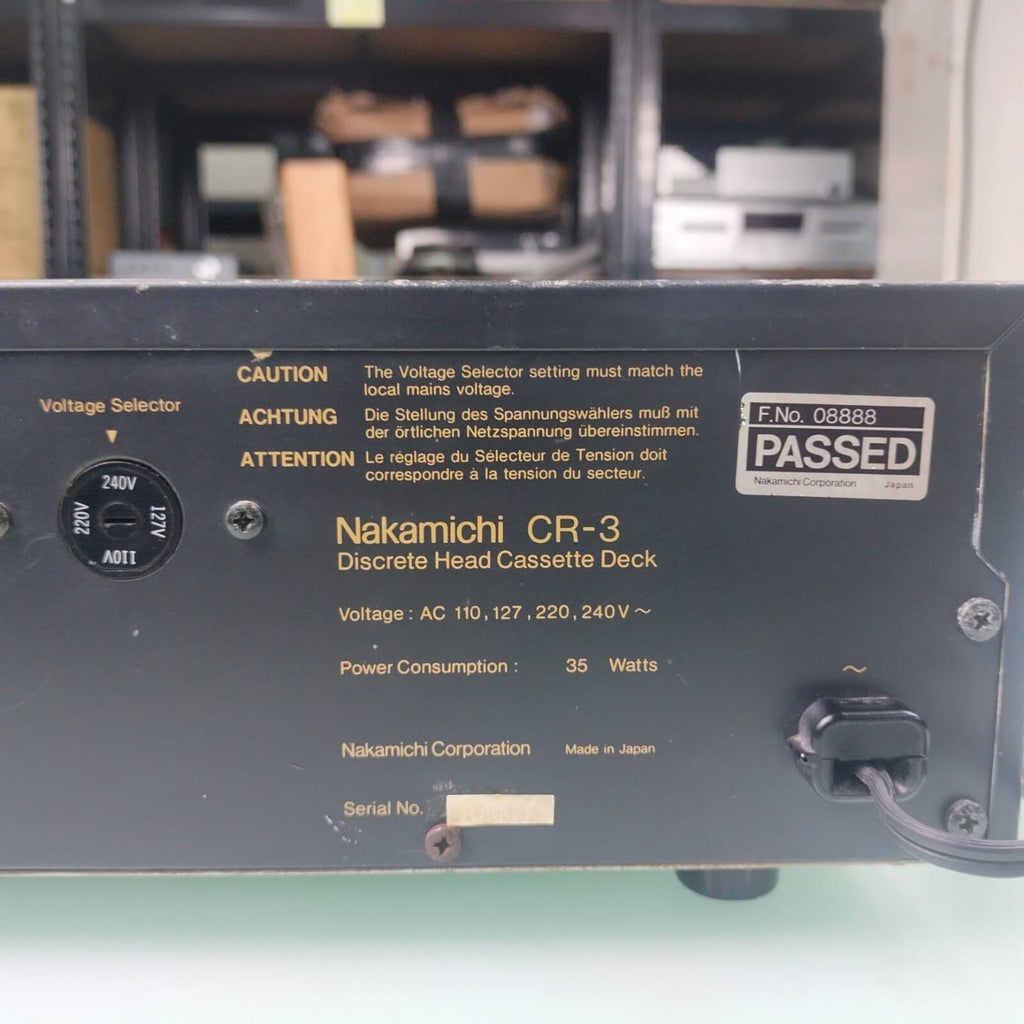 Voltage Selector
240V
220V
127V
110V
CAUTION The Voltage Selector setting must match the
local mains voltage.
ACHTUNG Die Stellung des Spannungswählers muß mit
der örtlichen Netzspannung übereinstimmen.
ATTENTION Le réglage du Sélecteur de Tension doit
correspondre à la tension du secteur.
F.No. 08888
PASSED
Nakamichi Corporation Japan
Nakamichi CR-3
Discrete Head Cassette Deck
Voltage : AC 110, 127, 220, 240V ~
Power Consumption : 35 Watts
~
Nakamichi Corporation Made in Japan
Serial No.